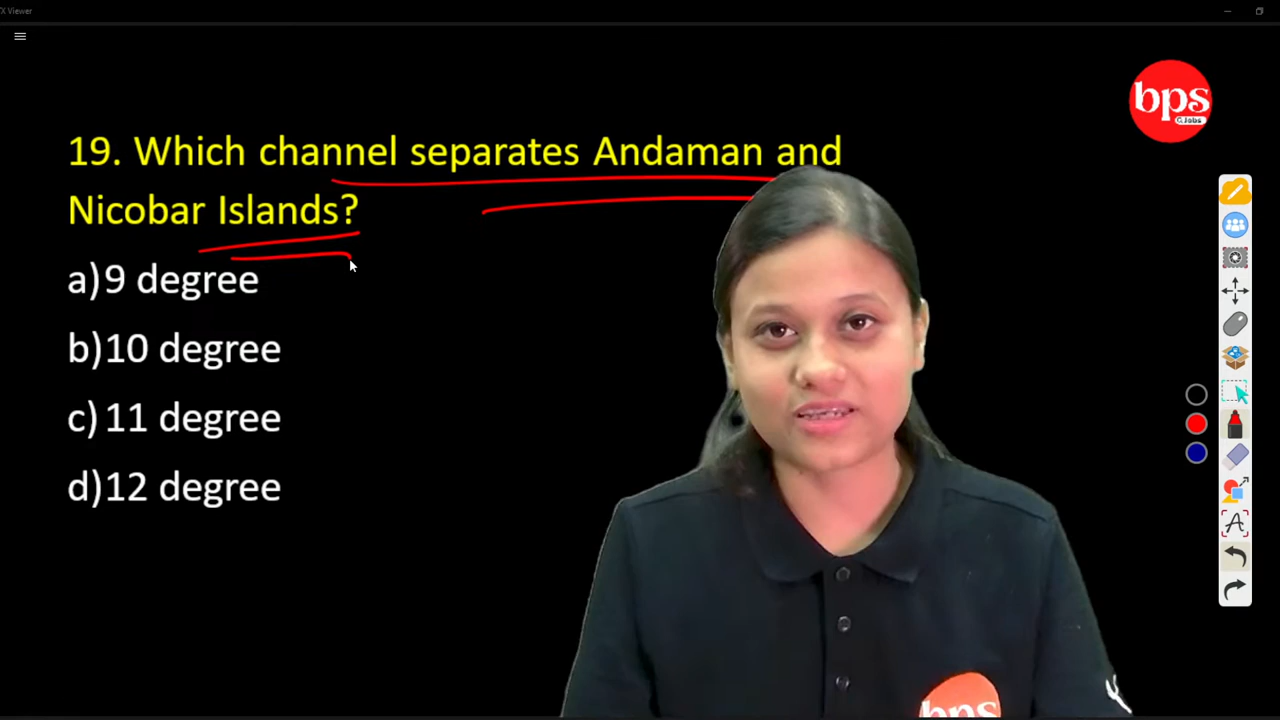 X Viewer
bps
Jobs
19. Which channel separates Andaman and
Nicobar Islands?
a)9 degree
b)10 degree
c) 11 degree
d)12 degree
bps